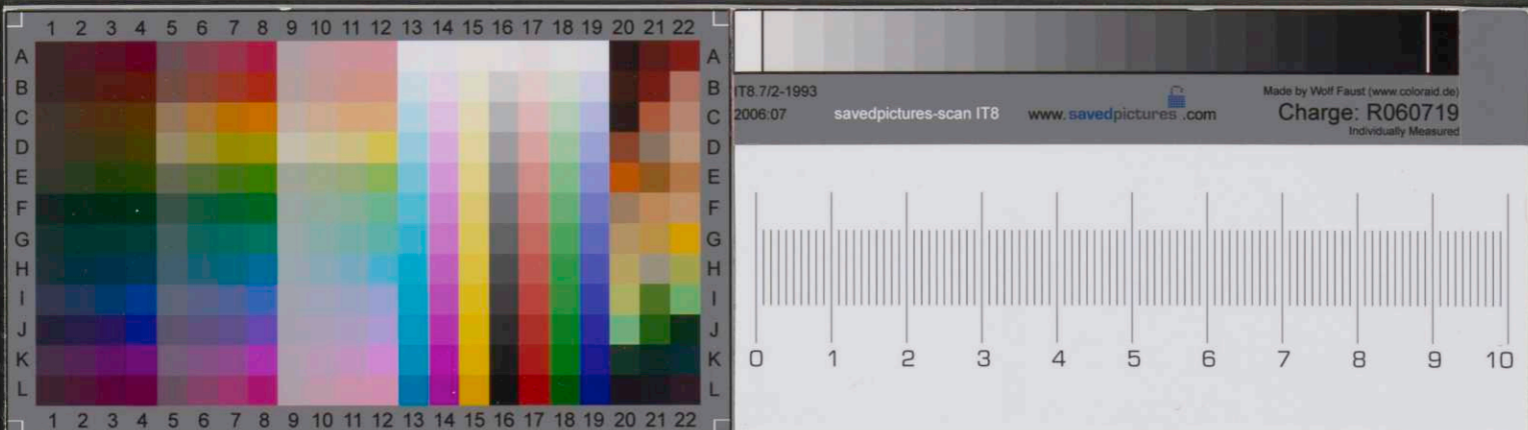 1 2 3 4 5 6 7 8 9 10 11 12 13 14 15 16 17 18 19 20 21 22
A A
B B
C C
D D
E E
F F
G G
H H
I I
J J
K K
L L
1 2 3 4 5 6 7 8 9 10 11 12 13 14 15 16 17 18 19 20 21 22
IT8.7/2-1993
2006:07
savedpictures-scan IT8
www.savedpictures.com
Made by Wolf Faust (www.coloraid.de)
Charge: R060719
Individually Measured
0 1 2 3 4 5 6 7 8 9 10